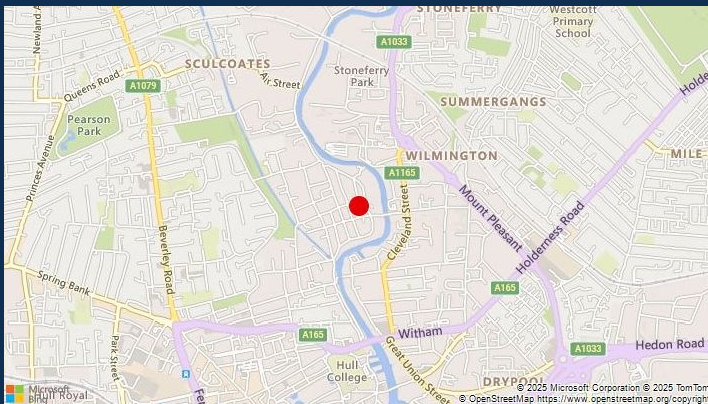 STONEFERRY
Westcott
Primary
School
Newland A
A1033
SCULCOATES
Air Street
Stoneferry
Park
Queens Road
A1079
Holde
SUMMERGANGS
Pearson
Park
WILMINGTON
MILE
A1165
Princes Avenue
Cleveland Street
Mount Pleasant
Holderness Road
Beverley Road
Spring Bank
A165
A165
Witham
Park Street
Great Union Street
A1033
Hedon Road
Hull
College
DRYPOOL
Fer
Microsoft
Bing
Hull Royal
© 2025 Microsoft Corporation © 2025 TomTom
© OpenStreetMap https://www.openstreetmap.org/copyright